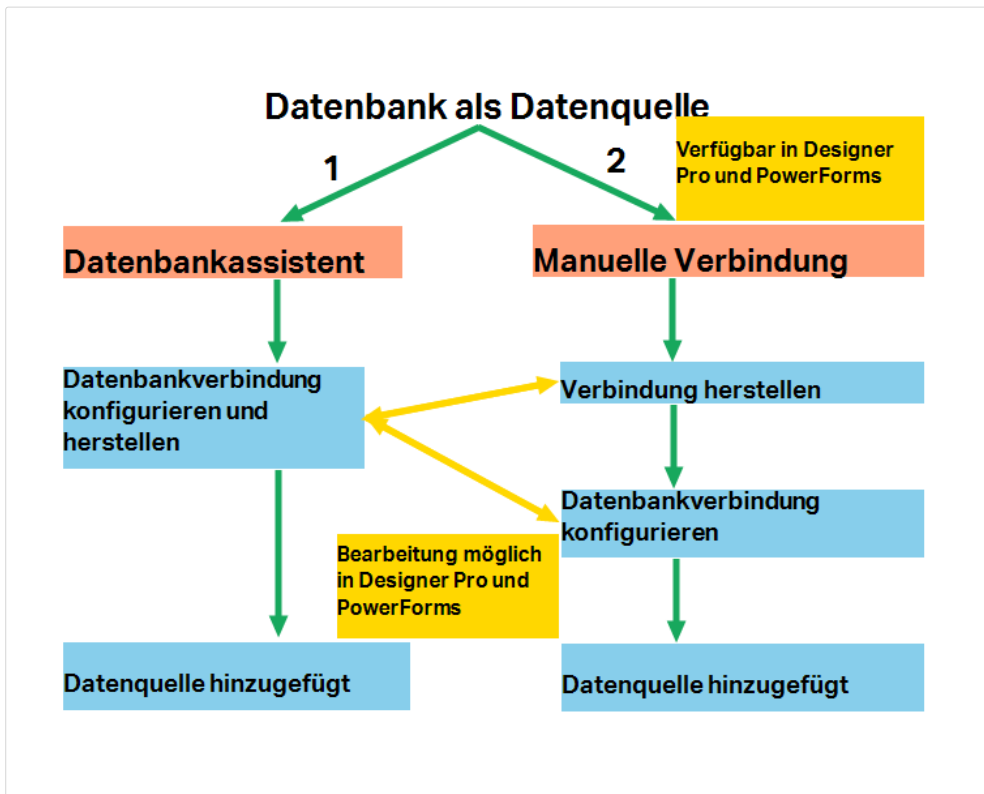 Datenbank als Datenquelle
1
2
Verfügbar in Designer
Pro und PowerForms
Datenbankassistent
Manuelle Verbindung
Datenbankverbindung
konfigurieren und
herstellen
Verbindung herstellen
Datenbankverbindung
konfigurieren
Bearbeitung möglich
in Designer Pro und
PowerForms
Datenquelle hinzugefügt
Datenquelle hinzugefügt